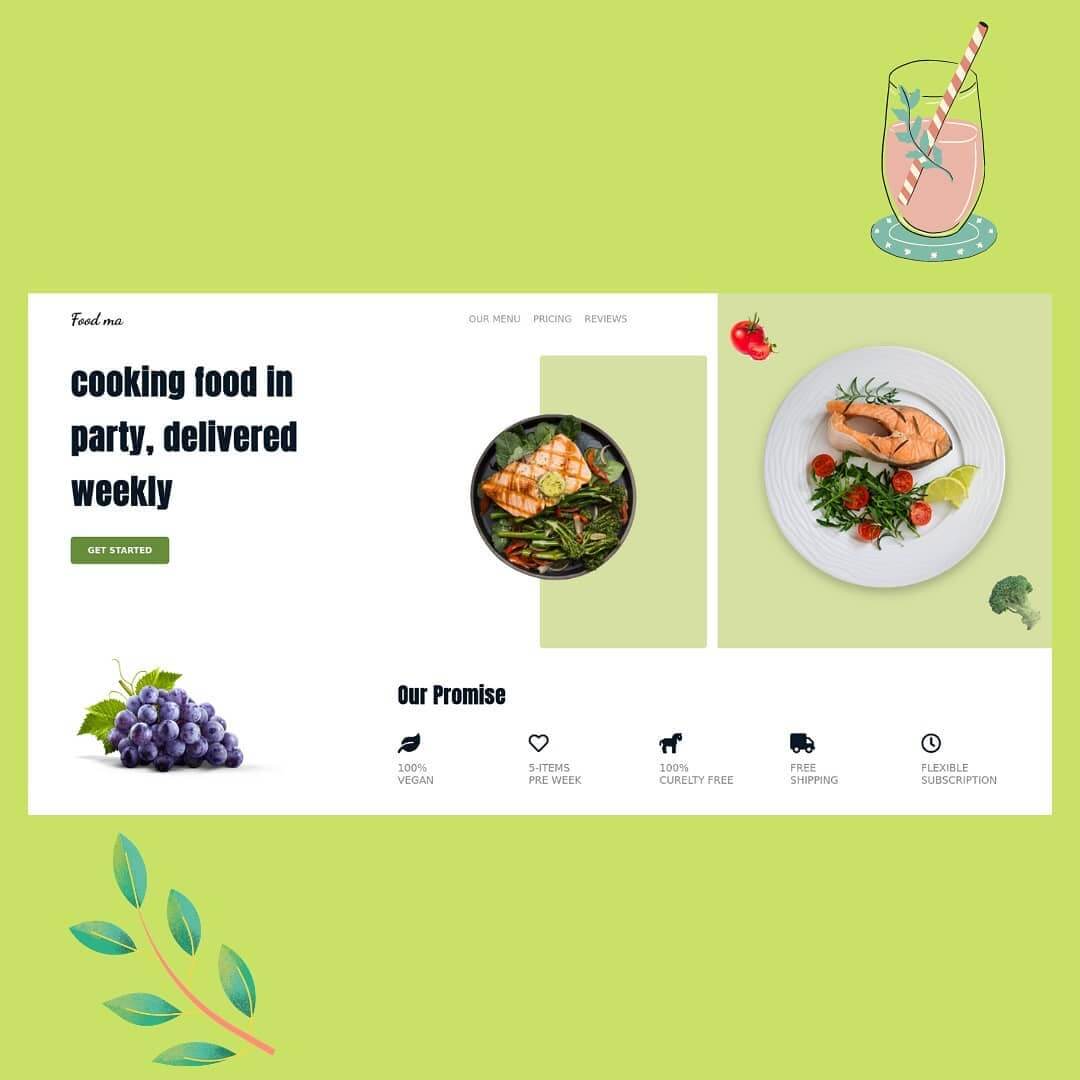 Food ma
OUR MENU PRICING REVIEWS
cooking food in
party, delivered
weekly
GET STARTED
Our Promise
100%
VEGAN
5-ITEMS
PRE WEEK
100%
CURELTY FREE
FREE
SHIPPING
FLEXIBLE
SUBSCRIPTION